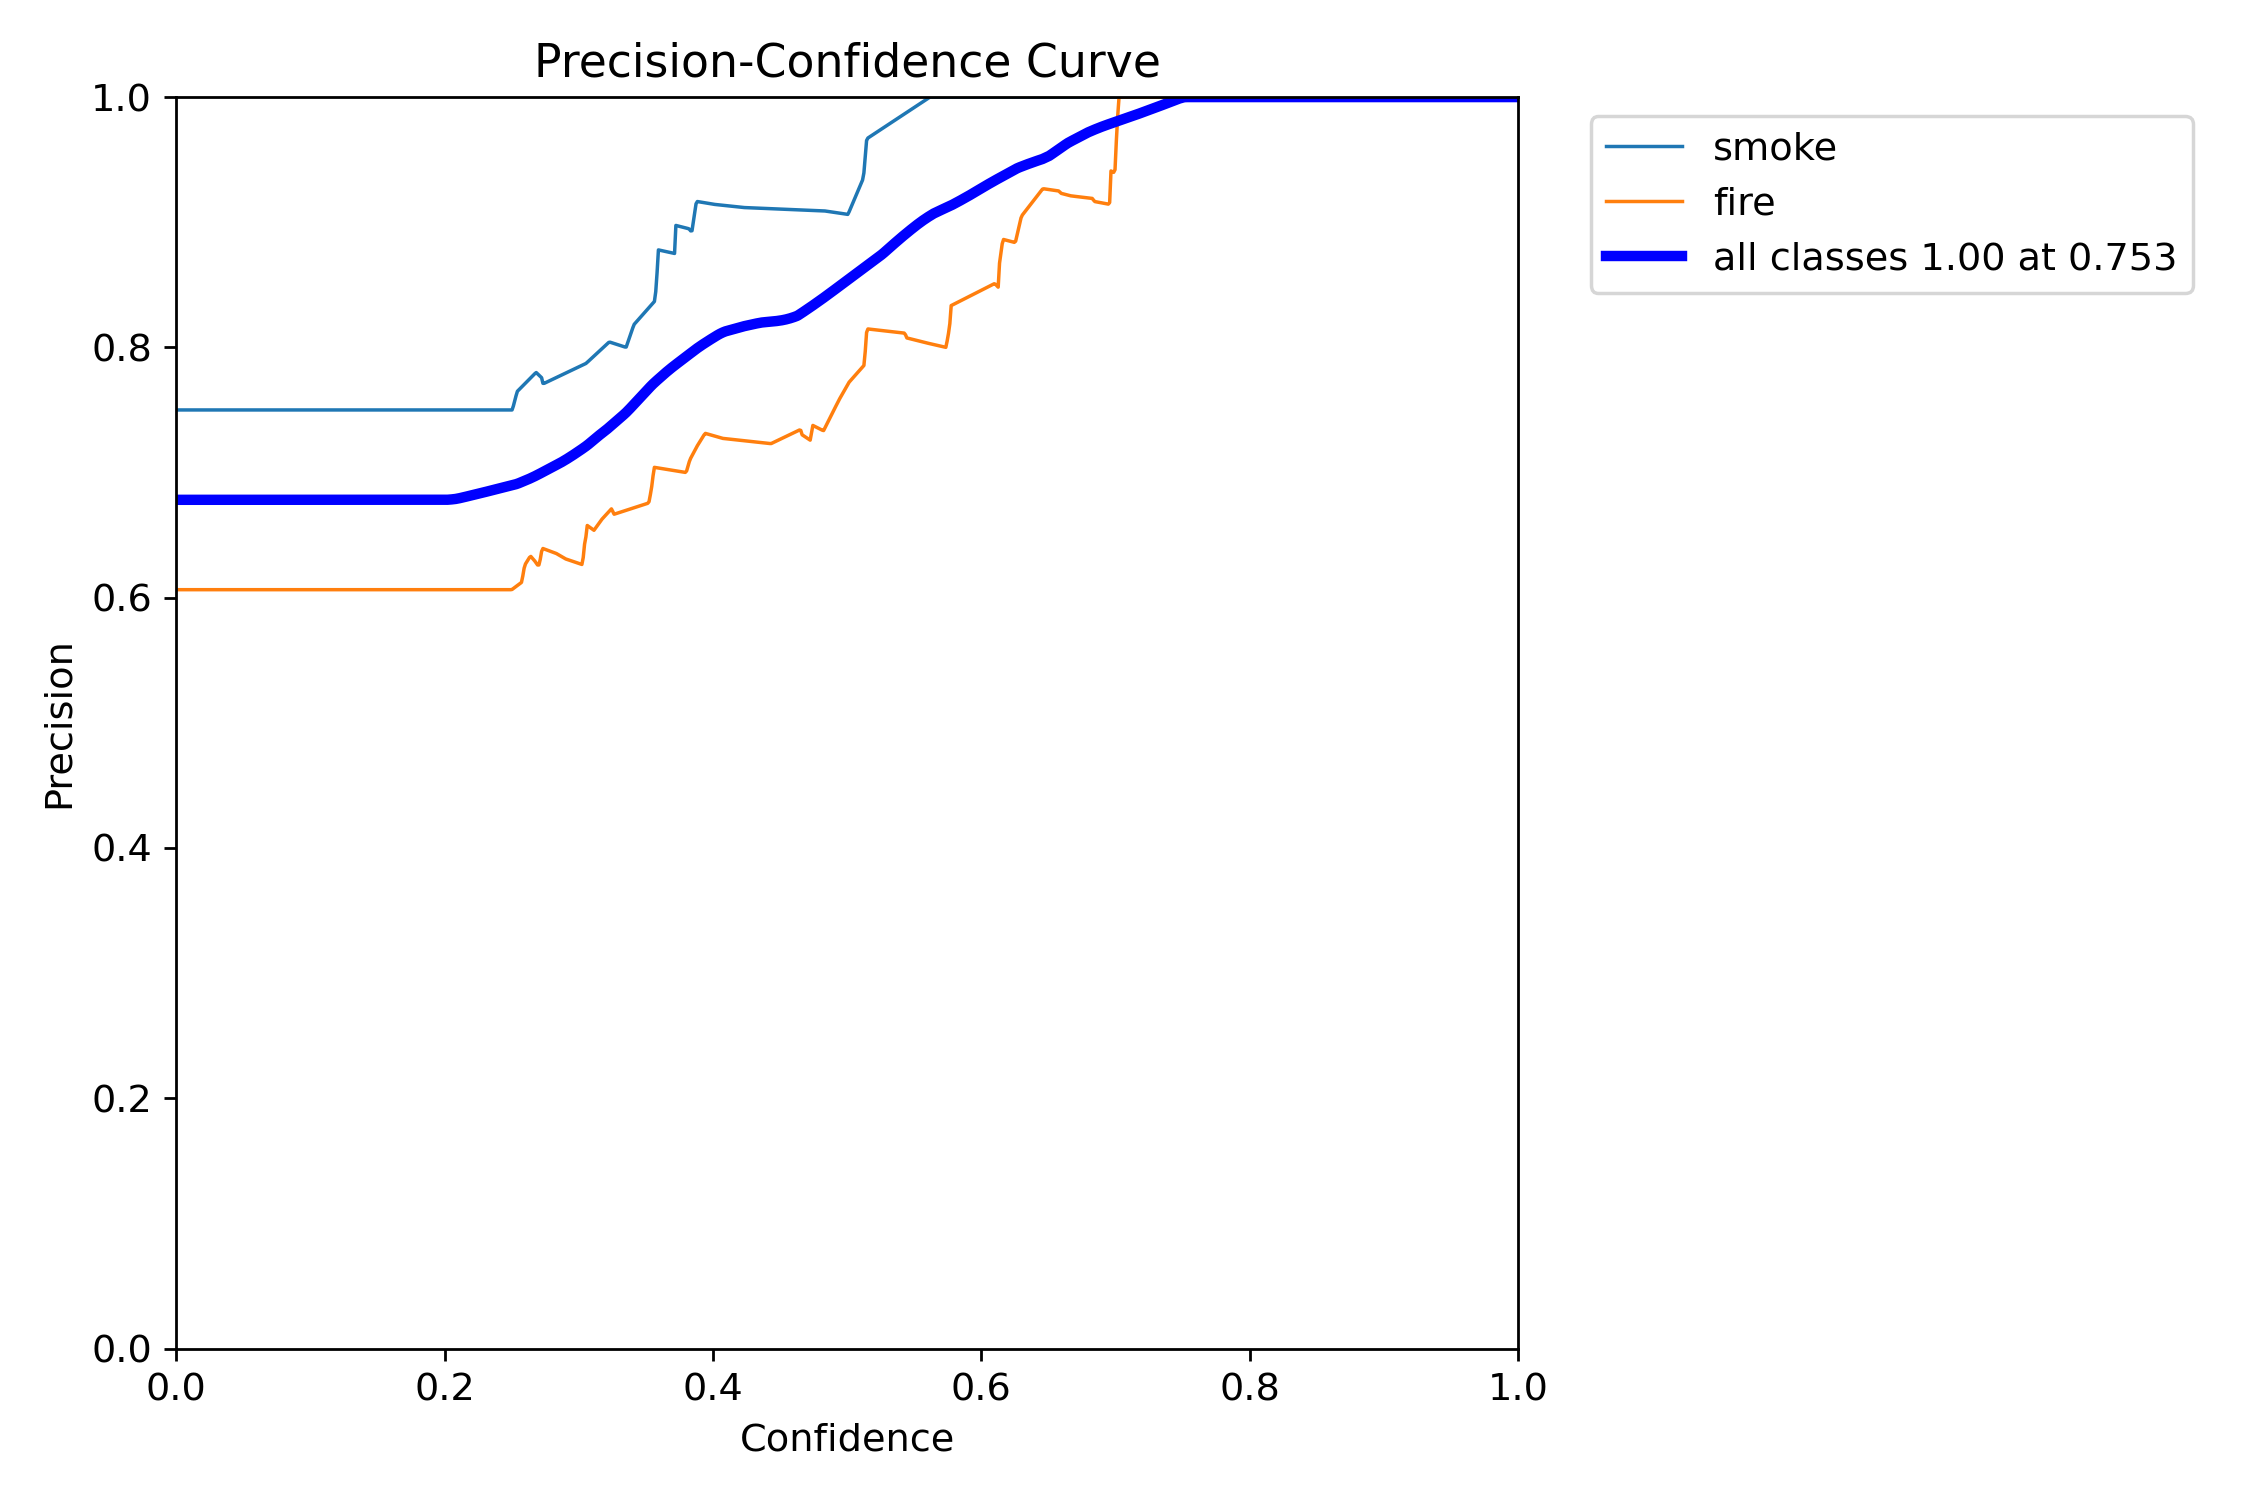 Precision-Confidence Curve
1.0
0.8
0.6
0.4
0.2
0.0
Precision
0.0 0.2 0.4 0.6 0.8 1.0
Confidence
smoke
fire
all classes 1.00 at 0.753